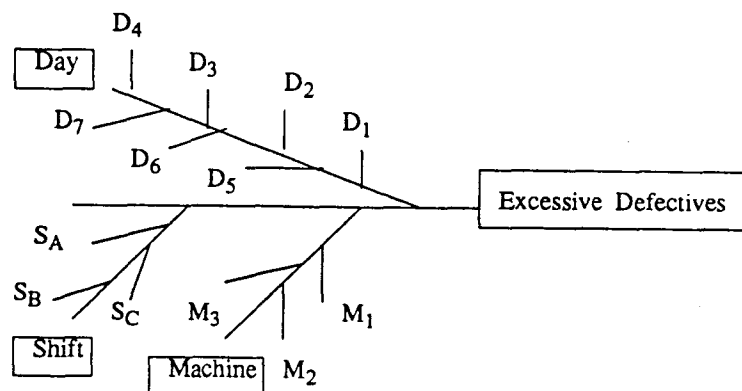 D4
Day
D3
D2
D7
D1
D6
D5
Excessive Defectives
SA
SB
SC
M3
M1
Shift
Machine
M2